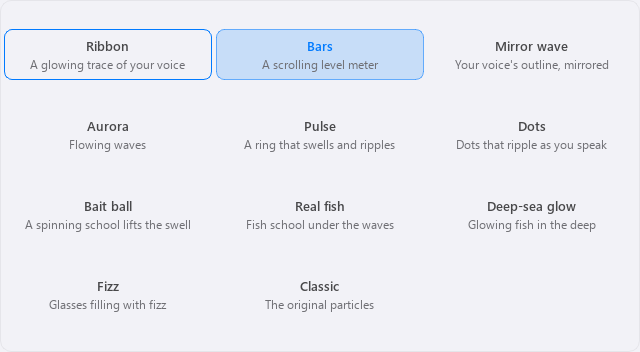 Ribbon
A glowing trace of your voice
Bars
A scrolling level meter
Mirror wave
Your voice's outline, mirrored
Aurora
Flowing waves
Pulse
A ring that swells and ripples
Dots
Dots that ripple as you speak
Bait ball
A spinning school lifts the swell
Real fish
Fish school under the waves
Deep-sea glow
Glowing fish in the deep
Fizz
Glasses filling with fizz
Classic
The original particles